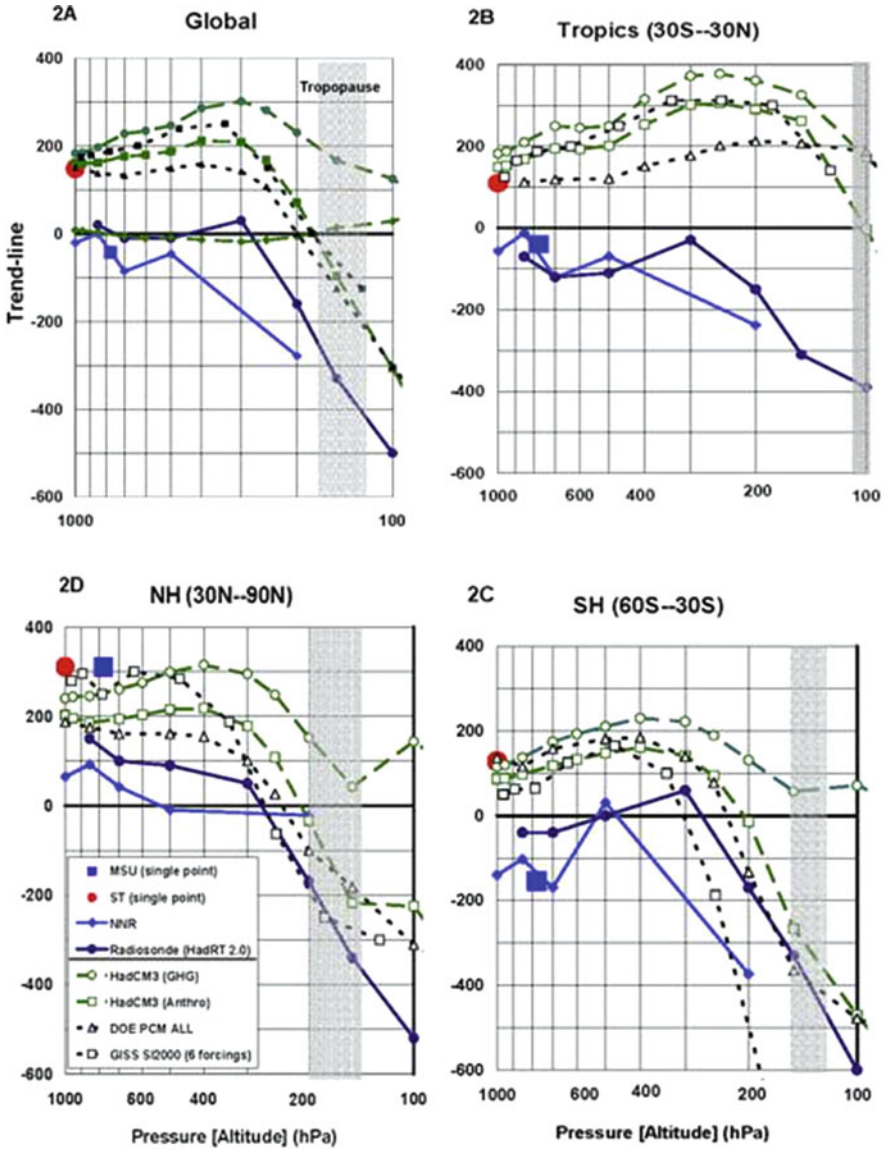 2A
Global
400
200
0
-200
-400
-600
Trend-line
Tropopause
1000
100
2B
Tropics (30S--30N)
400
200
0
-200
-400
-600
1000
600
400
200
100
2D
NH (30N--90N)
400
200
0
-200
-400
-600
MSU (single point)
ST (single point)
NNR
Radiosonde (HadRT 2.0)
HadCM3 (GHG)
HadCM3 (Anthro)
DOE PCM ALL
GISS SI2000 (6 forcings)
1000
600
400
200
100
Pressure [Altitude] (hPa)
2C
SH (60S--30S)
400
200
0
-200
-400
-600
1000
600
400
200
100
Pressure [Altitude] (hPa)